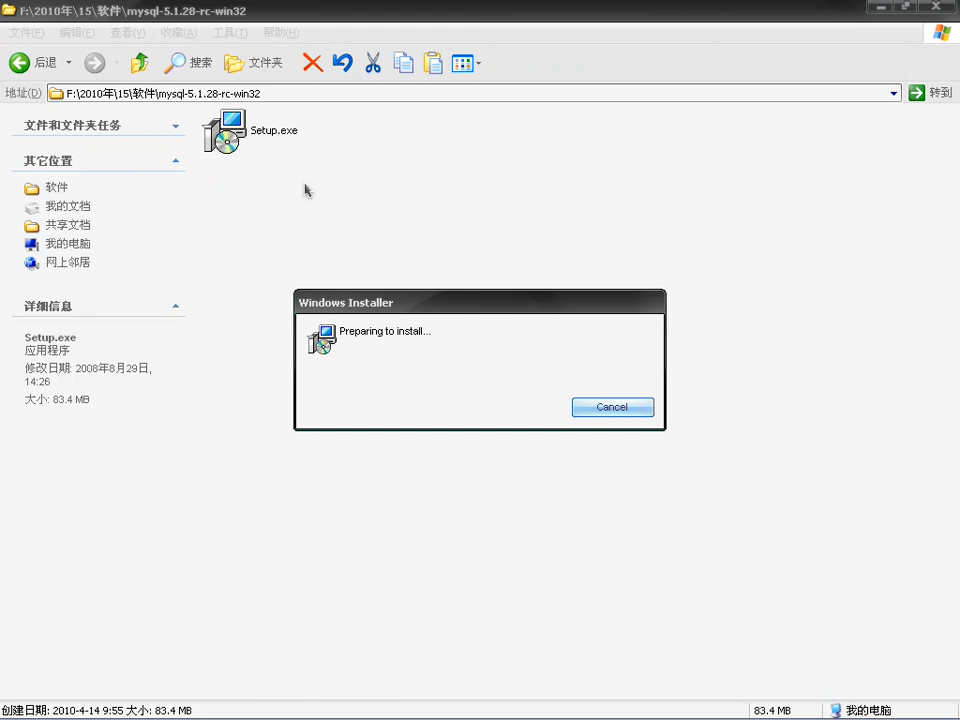 F:\2010年\15\软件\mysql-5.1.28-rc-win32
文件(F) 编辑(E) 查看(V) 收藏(A) 工具(T) 帮助(H)
后退 搜索 文件夹
地址(D) F:\2010年\15\软件\mysql-5.1.28-rc-win32 转到
文件和文件夹任务
Setup.exe
其它位置
软件
我的文档
共享文档
我的电脑
网上邻居
详细信息
Setup.exe
应用程序
修改日期: 2008年8月29日,
14:26
大小: 83.4 MB
Windows Installer
Preparing to install...
Cancel
创建日期: 2010-4-14 9:55 大小: 83.4 MB 83.4 MB 我的电脑